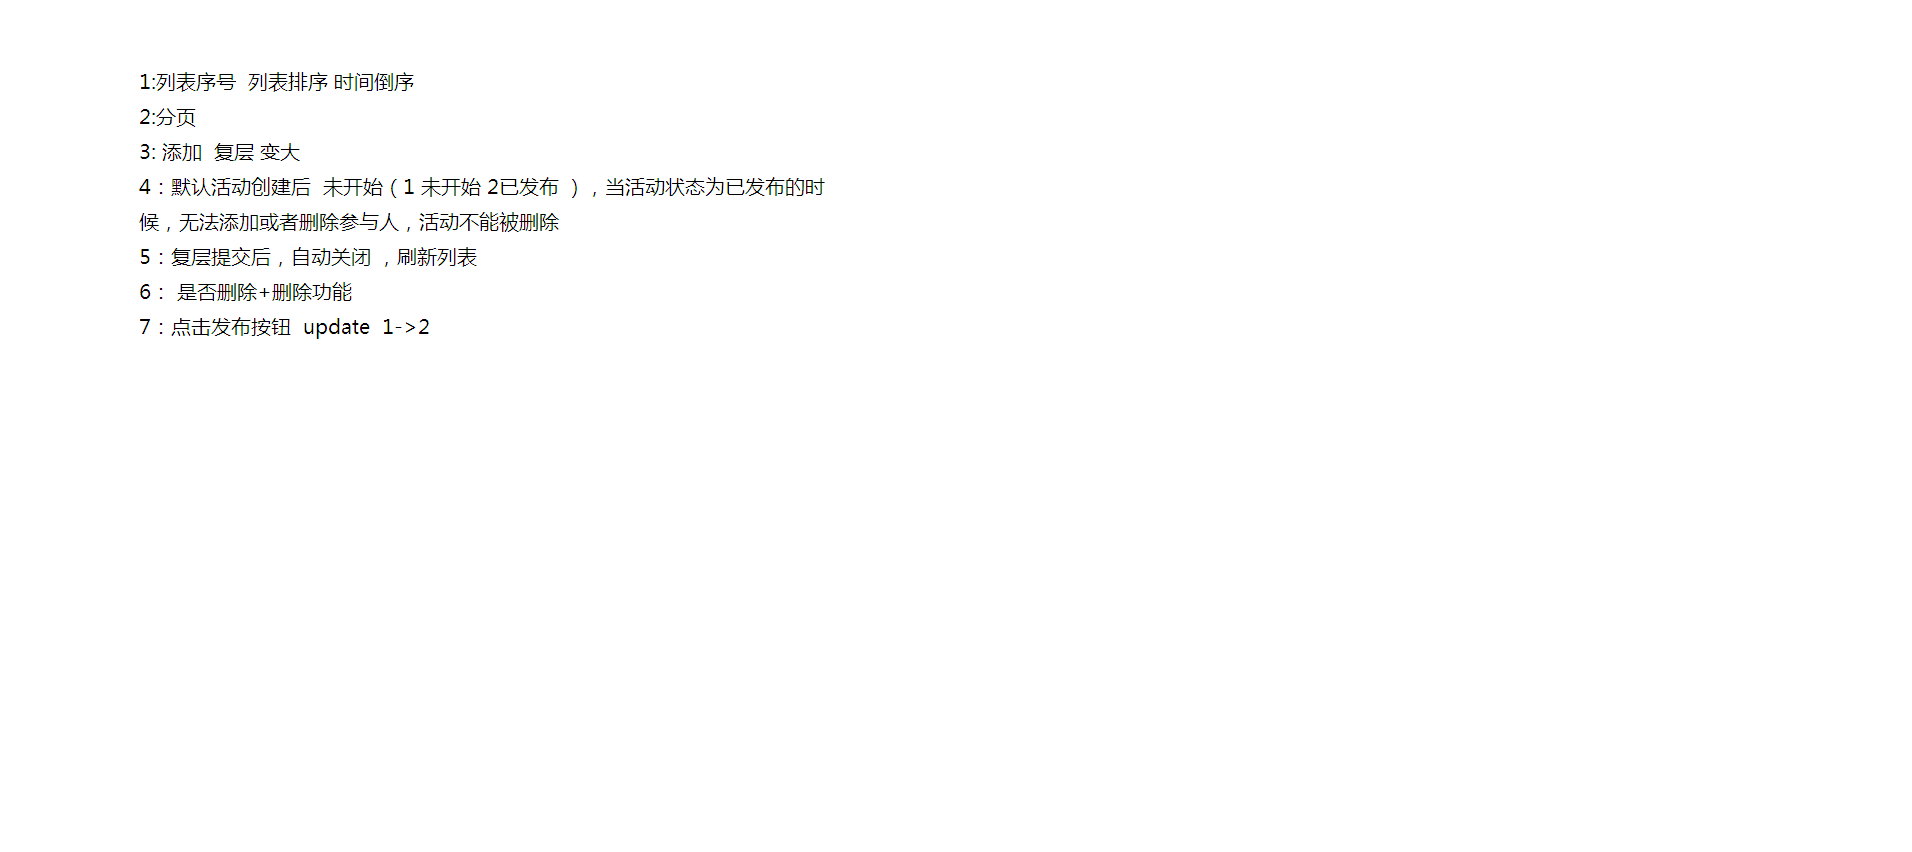 1:列表序号  列表排序 时间倒序
2:分页
3: 添加  复层 变大
4：默认活动创建后  未开始（1 未开始 2已发布  ），当活动状态为已发布的时
候，无法添加或者删除参与人，活动不能被删除
5：复层提交后，自动关闭 ，刷新列表
6： 是否删除+删除功能
7：点击发布按钮  update  1->2